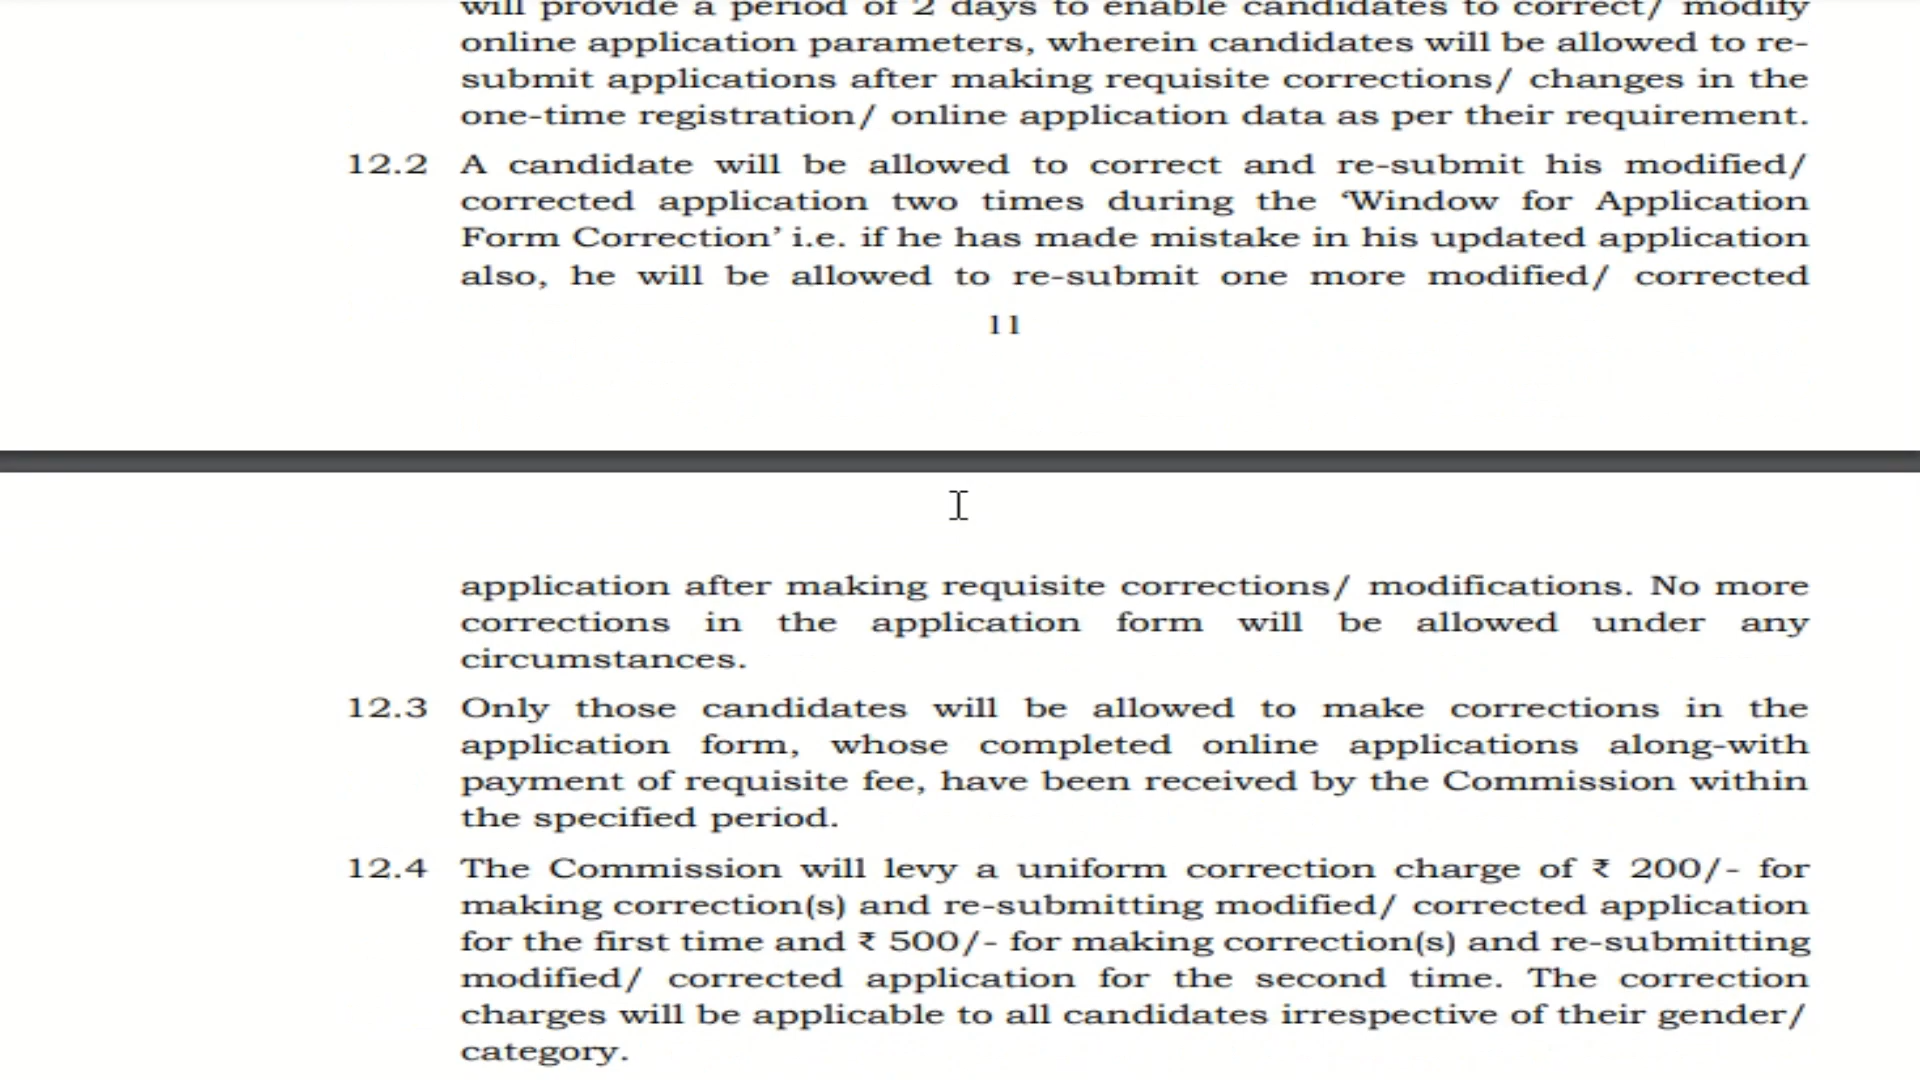 will provide a period of 2 days to enable candidates to correct/ modify
online application parameters, wherein candidates will be allowed to re-
submit applications after making requisite corrections/ changes in the
one-time registration/ online application data as per their requirement.
12.2 A candidate will be allowed to correct and re-submit his modified/
corrected application two times during the ‘Window for Application
Form Correction’ i.e. if he has made mistake in his updated application
also, he will be allowed to re-submit one more modified/ corrected
11
application after making requisite corrections/ modifications. No more
corrections in the application form will be allowed under any
circumstances.
12.3 Only those candidates will be allowed to make corrections in the
application form, whose completed online applications along-with
payment of requisite fee, have been received by the Commission within
the specified period.
12.4 The Commission will levy a uniform correction charge of ₹ 200/- for
making correction(s) and re-submitting modified/ corrected application
for the first time and ₹ 500/- for making correction(s) and re-submitting
modified/ corrected application for the second time. The correction
charges will be applicable to all candidates irrespective of their gender/
category.